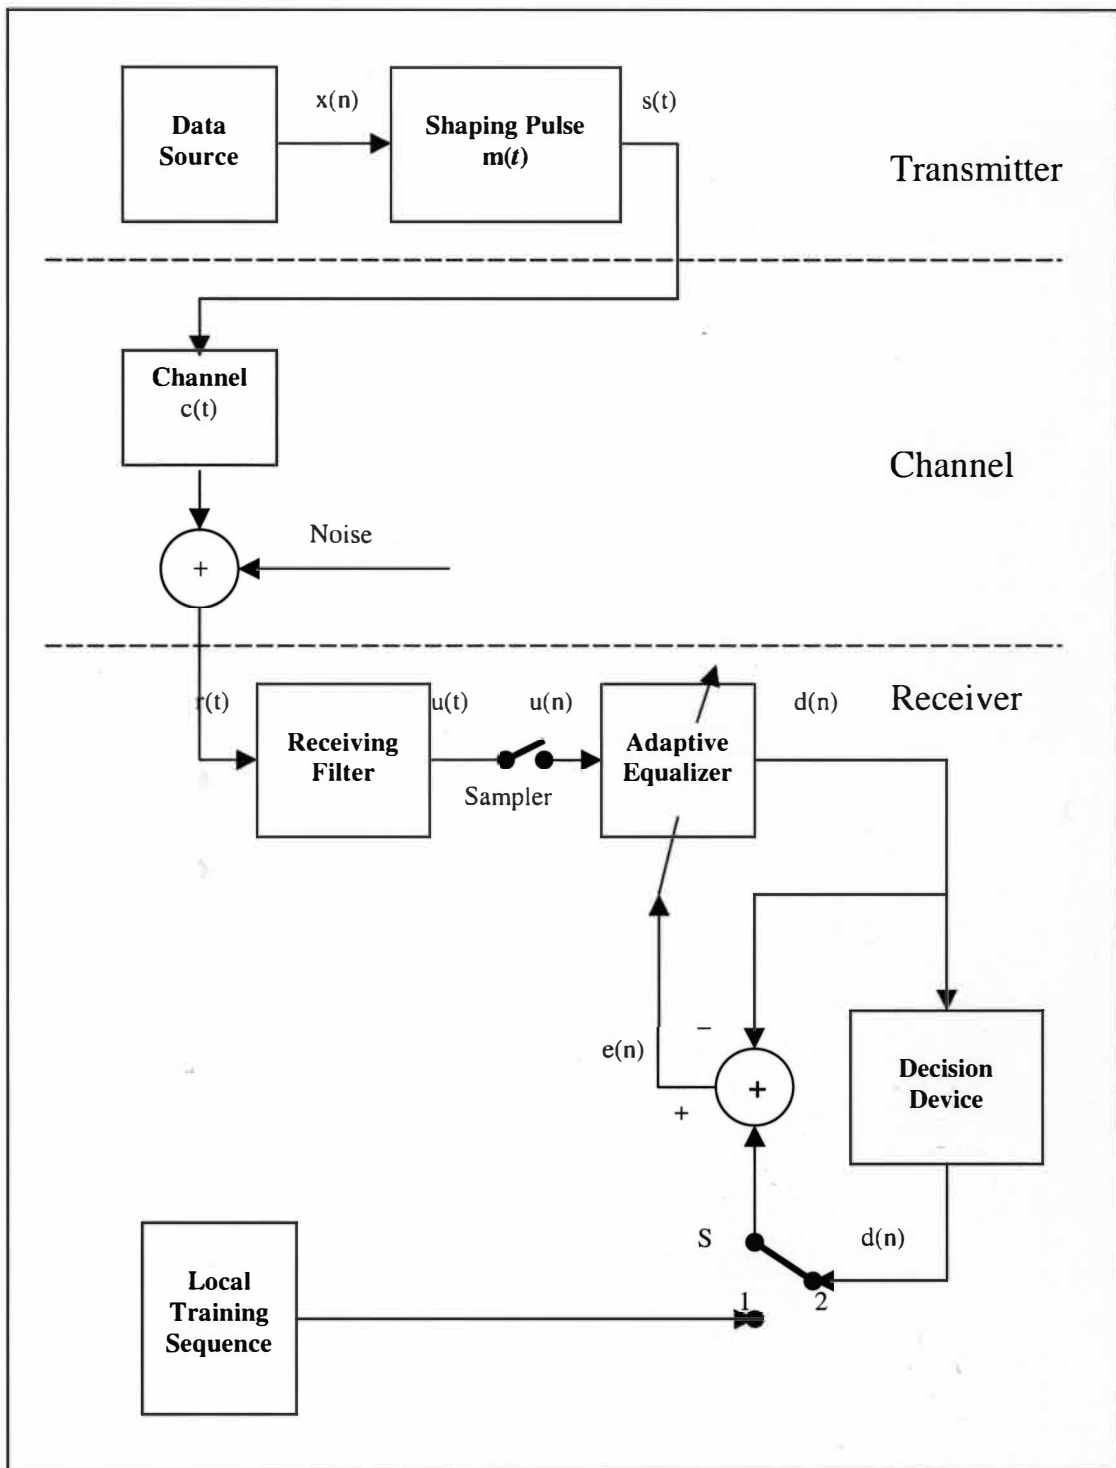 x(n)
s(t)
Data
Source
Shaping Pulse
m(t)
Transmitter
Channel
c(t)
Channel
Noise
+
r(t)
u(t)
u(n)
d(n)
Receiver
Receiving
Filter
Adaptive
Equalizer
Sampler
−
e(n)
+
+
Decision
Device
S
d(n)
1
2
Local
Training
Sequence